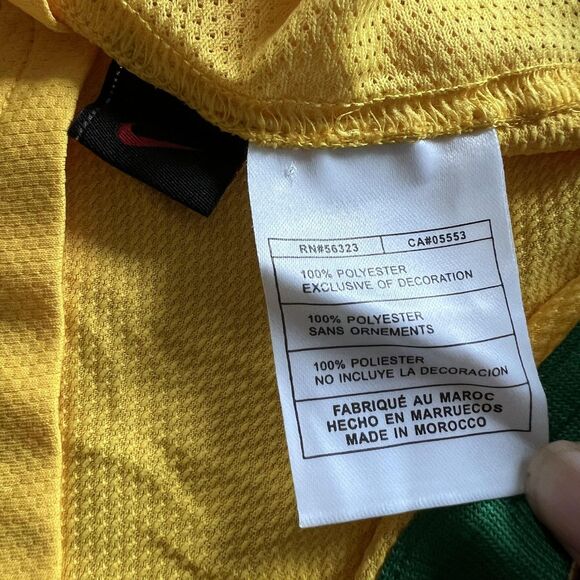 RN#56323 CA#05553
100% POLYESTER
EXCLUSIVE OF DECORATION
100% POLYESTER
SANS ORNEMENTS
100% POLIESTER
NO INCLUYE LA DECORACION
FABRIQUÉ AU MAROC
HECHO EN MARRUECOS
MADE IN MOROCCO